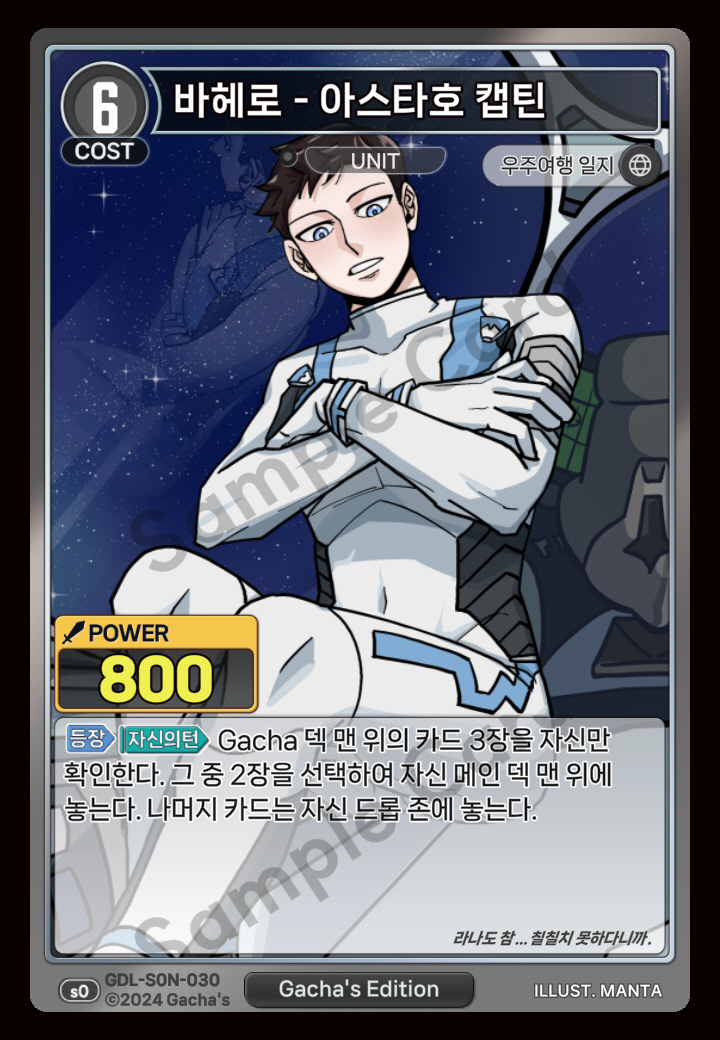 6
COST
바헤로 - 아스타호 캡틴
UNIT
우주여행 일지
Sample Card
POWER
800
등장 자신의턴 Gacha 덱 맨 위의 카드 3장을 자신만
확인한다. 그 중 2장을 선택하여 자신 메인 덱 맨 위에
놓는다. 나머지 카드는 자신 드롭 존에 놓는다.
Sample Card
라나도 참... 칠칠치 못하다니까.
s0
GDL-S0N-030
©2024 Gacha's
Gacha's Edition
ILLUST. MANTA